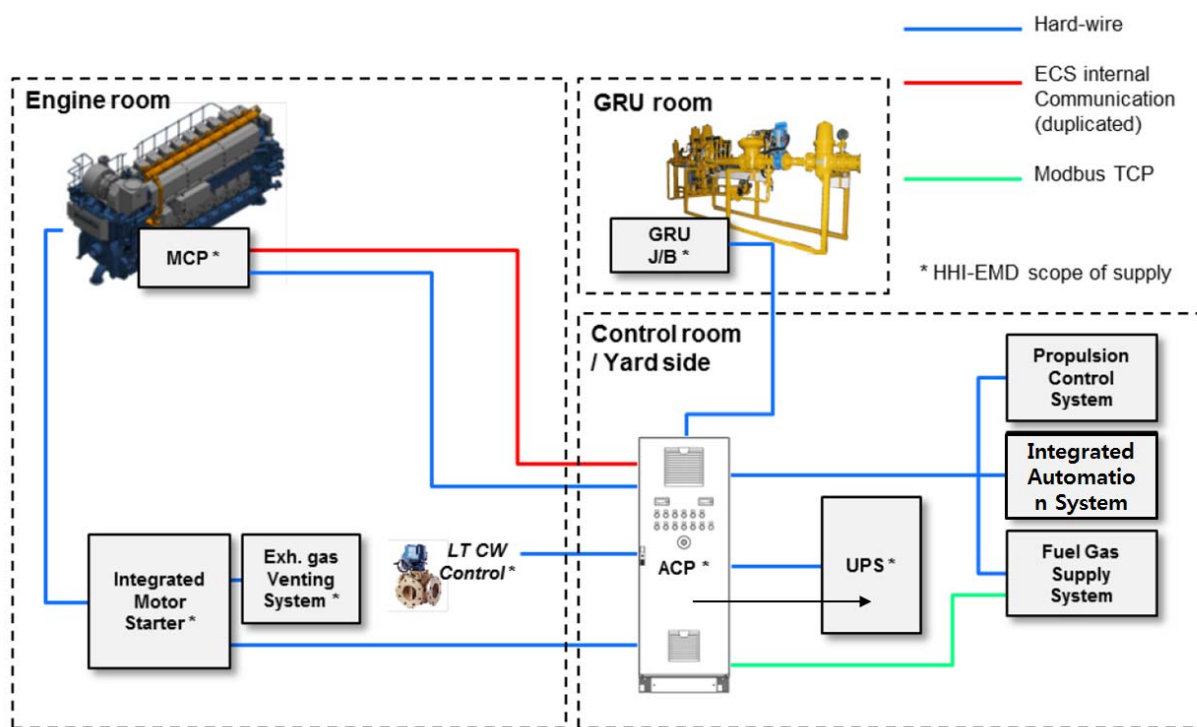 Hard-wire
ECS internal
Communication
(duplicated)
Modbus TCP
* HHI-EMD scope of supply
Engine room
MCP *
GRU room
GRU
J/B *
Control room
/ Yard side
Propulsion
Control
System
Integrated
Automatio
n System
Fuel Gas
Supply
System
Integrated
Motor
Starter *
Exh. gas
Venting
System *
LT CW
Control *
ACP *
UPS *